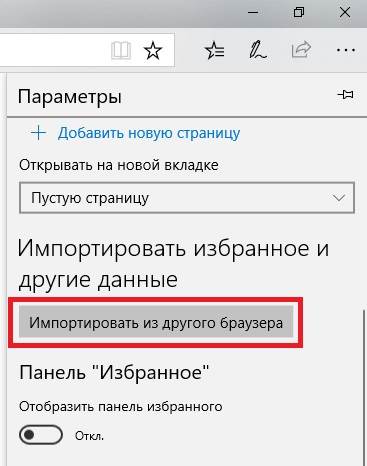 Параметры
Добавить новую страницу
Открывать на новой вкладке
Пустую страницу
Импортировать избранное и
другие данные
Импортировать из другого браузера
Панель "Избранное"
Отобразить панель избранного
Откл.